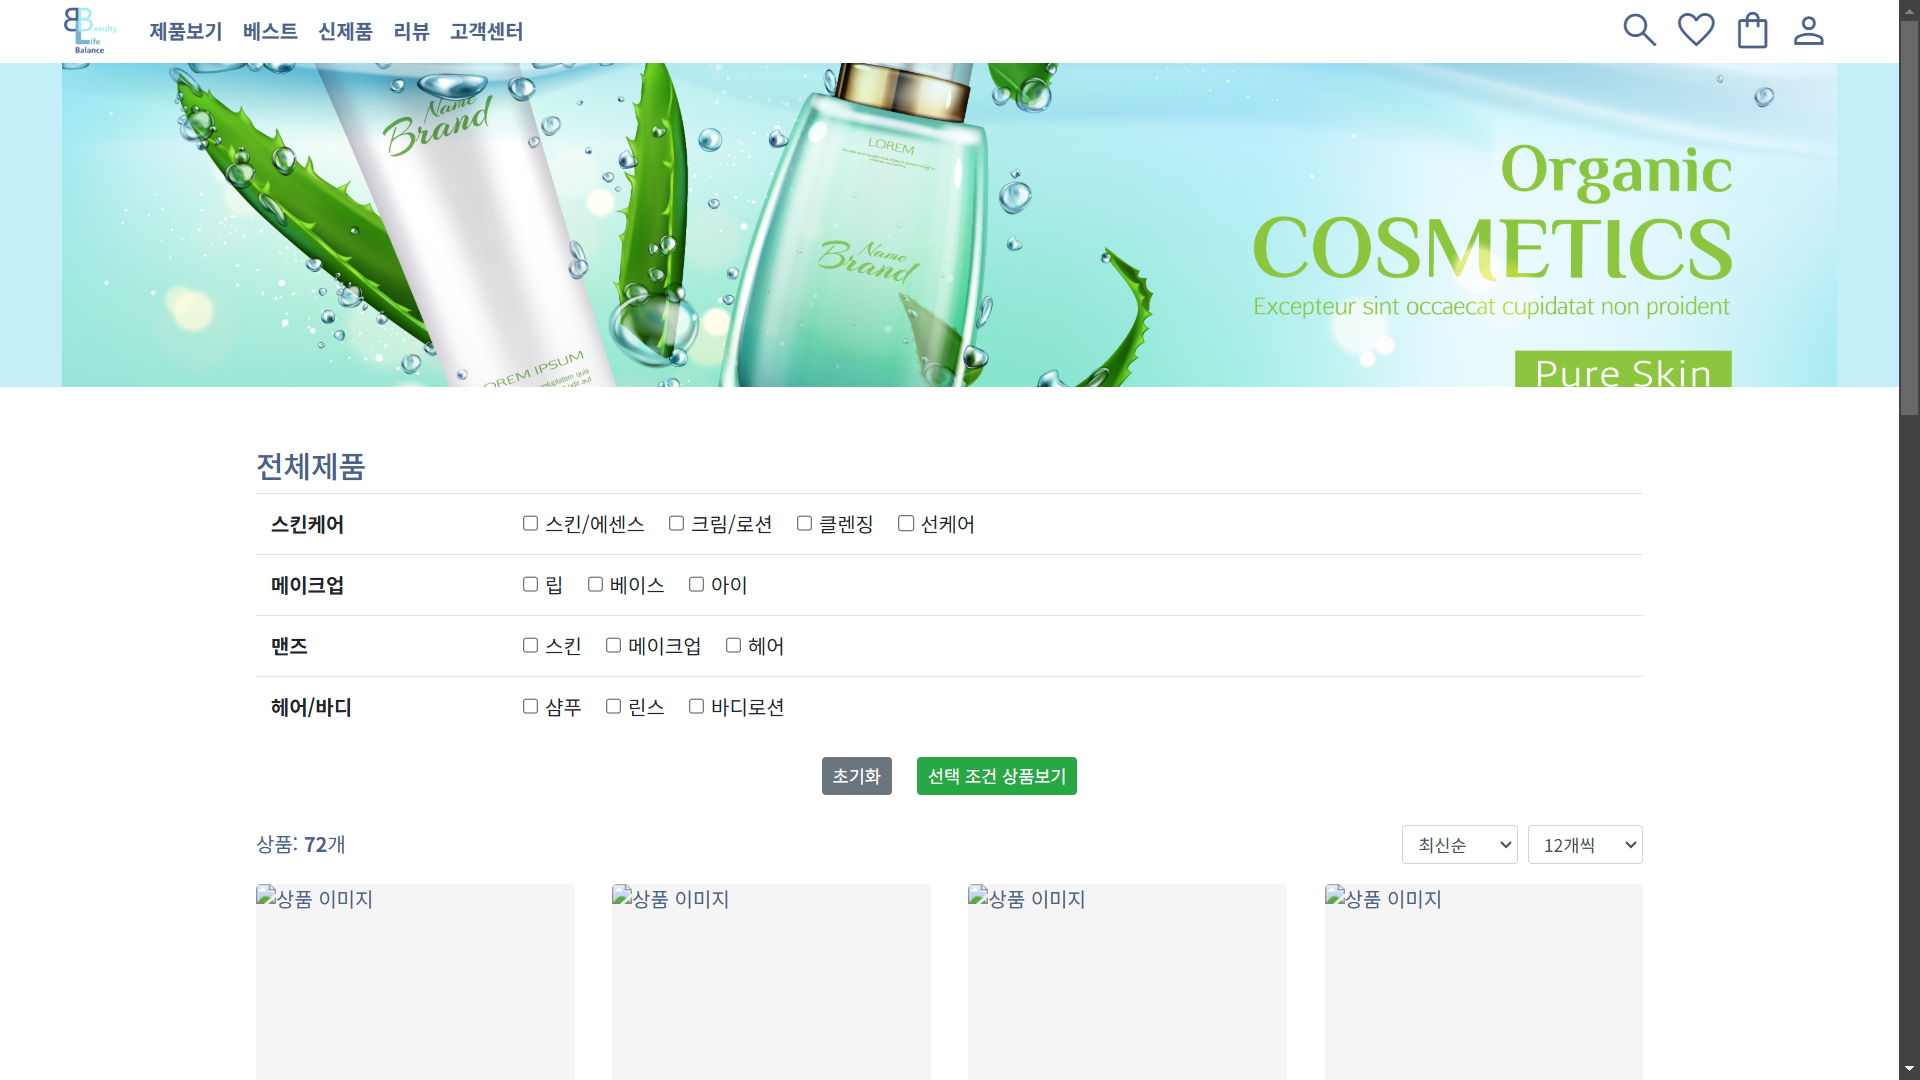 Beauty
Life
Balance
제품보기 베스트 신제품 리뷰 고객센터
Name
Brand
LOREM
Name
Brand
LOREM IPSUM
Organic
COSMETICS
Excepteur sint occaecat cupidatat non proident
Pure Skin
전체제품
스킨케어 스킨/에센스 크림/로션 클렌징 선케어
메이크업 립 베이스 아이
맨즈 스킨 메이크업 헤어
헤어/바디 샴푸 린스 바디로션
초기화 선택 조건 상품보기
상품: 72개 최신순 12개씩
상품 이미지 상품 이미지 상품 이미지 상품 이미지